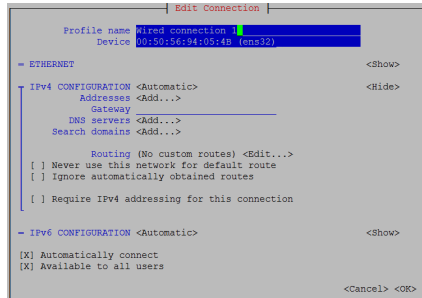 Edit Connection
Profile name Wired connection 1
Device 00:50:56:94:05:4B (ens32)
= ETHERNET <Show>
IPv4 CONFIGURATION <Automatic> <Hide>
Addresses <Add...>
Gateway
DNS servers <Add...>
Search domains <Add...>
Routing (No custom routes) <Edit...>
[ ] Never use this network for default route
[ ] Ignore automatically obtained routes
[ ] Require IPv4 addressing for this connection
= IPv6 CONFIGURATION <Automatic> <Show>
[X] Automatically connect
[X] Available to all users
<Cancel> <OK>